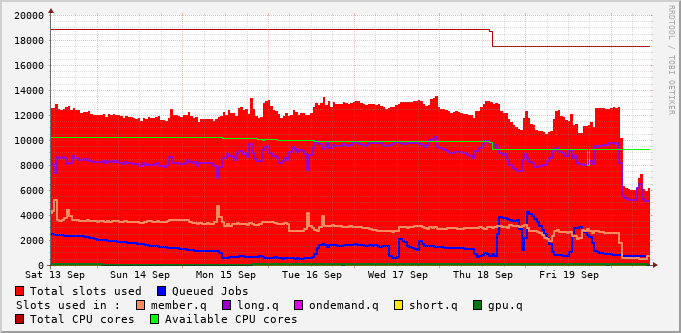 RRDTOOL / TOBI OETIKER
20000
18000
16000
14000
12000
10000
8000
6000
4000
2000
0
Sat 13 Sep Sun 14 Sep Mon 15 Sep Tue 16 Sep Wed 17 Sep Thu 18 Sep Fri 19 Sep
Total slots used Queued Jobs
Slots used in : member.q long.q ondemand.q short.q gpu.q
Total CPU cores Available CPU cores